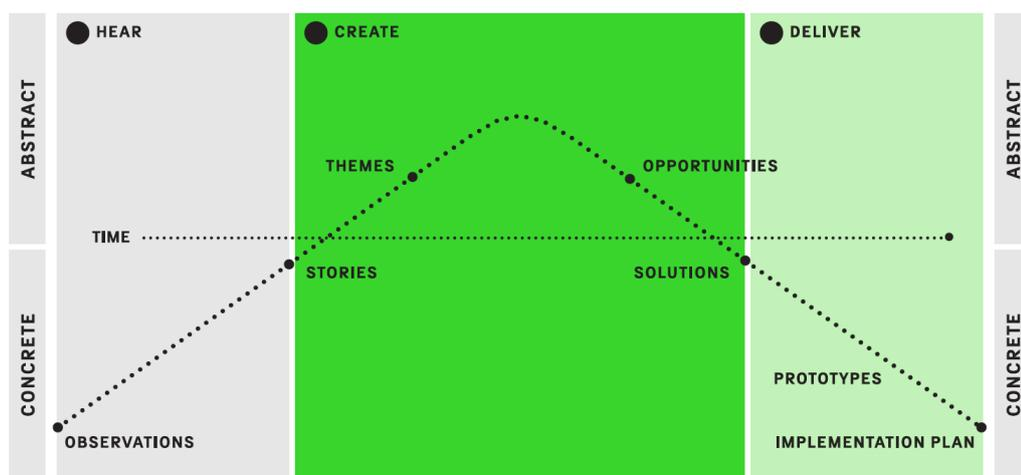 HEAR
CREATE
DELIVER
ABSTRACT
ABSTRACT
THEMES
OPPORTUNITIES
TIME
STORIES
SOLUTIONS
CONCRETE
CONCRETE
PROTOTYPES
OBSERVATIONS
IMPLEMENTATION PLAN